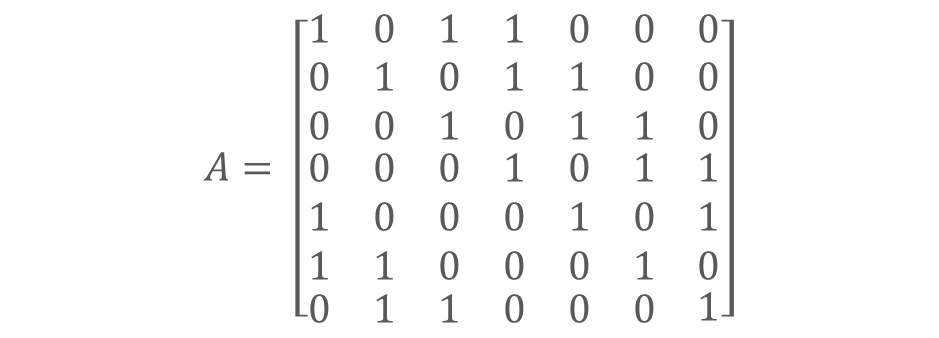 1 0 1 1 0 0 0
0 1 0 1 1 0 0
0 0 1 0 1 1 0
A = 0 0 0 1 0 1 1
1 0 0 0 1 0 1
1 1 0 0 0 1 0
0 1 1 0 0 0 1